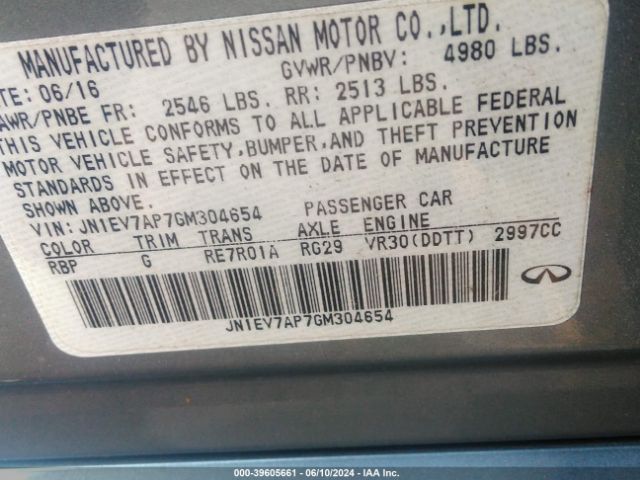 MANUFACTURED BY NISSAN MOTOR CO.,LTD.
TE: 06/16 GVWR/PNBV: 4980 LBS.
AWR/PNBE FR: 2546 LBS. RR: 2513 LBS.
THIS VEHICLE CONFORMS TO ALL APPLICABLE FEDERAL
MOTOR VEHICLE SAFETY,BUMPER,AND THEFT PREVENTION
STANDARDS IN EFFECT ON THE DATE OF MANUFACTURE
SHOWN ABOVE.
VIN: JN1EV7AP7GM304654 PASSENGER CAR
COLOR TRIM TRANS AXLE ENGINE
RBP G RE7R01A RG29 VR30(DDTT) 2997CC
JN1EV7AP7GM304654
000-39605661 - 06/10/2024 - IAA Inc.